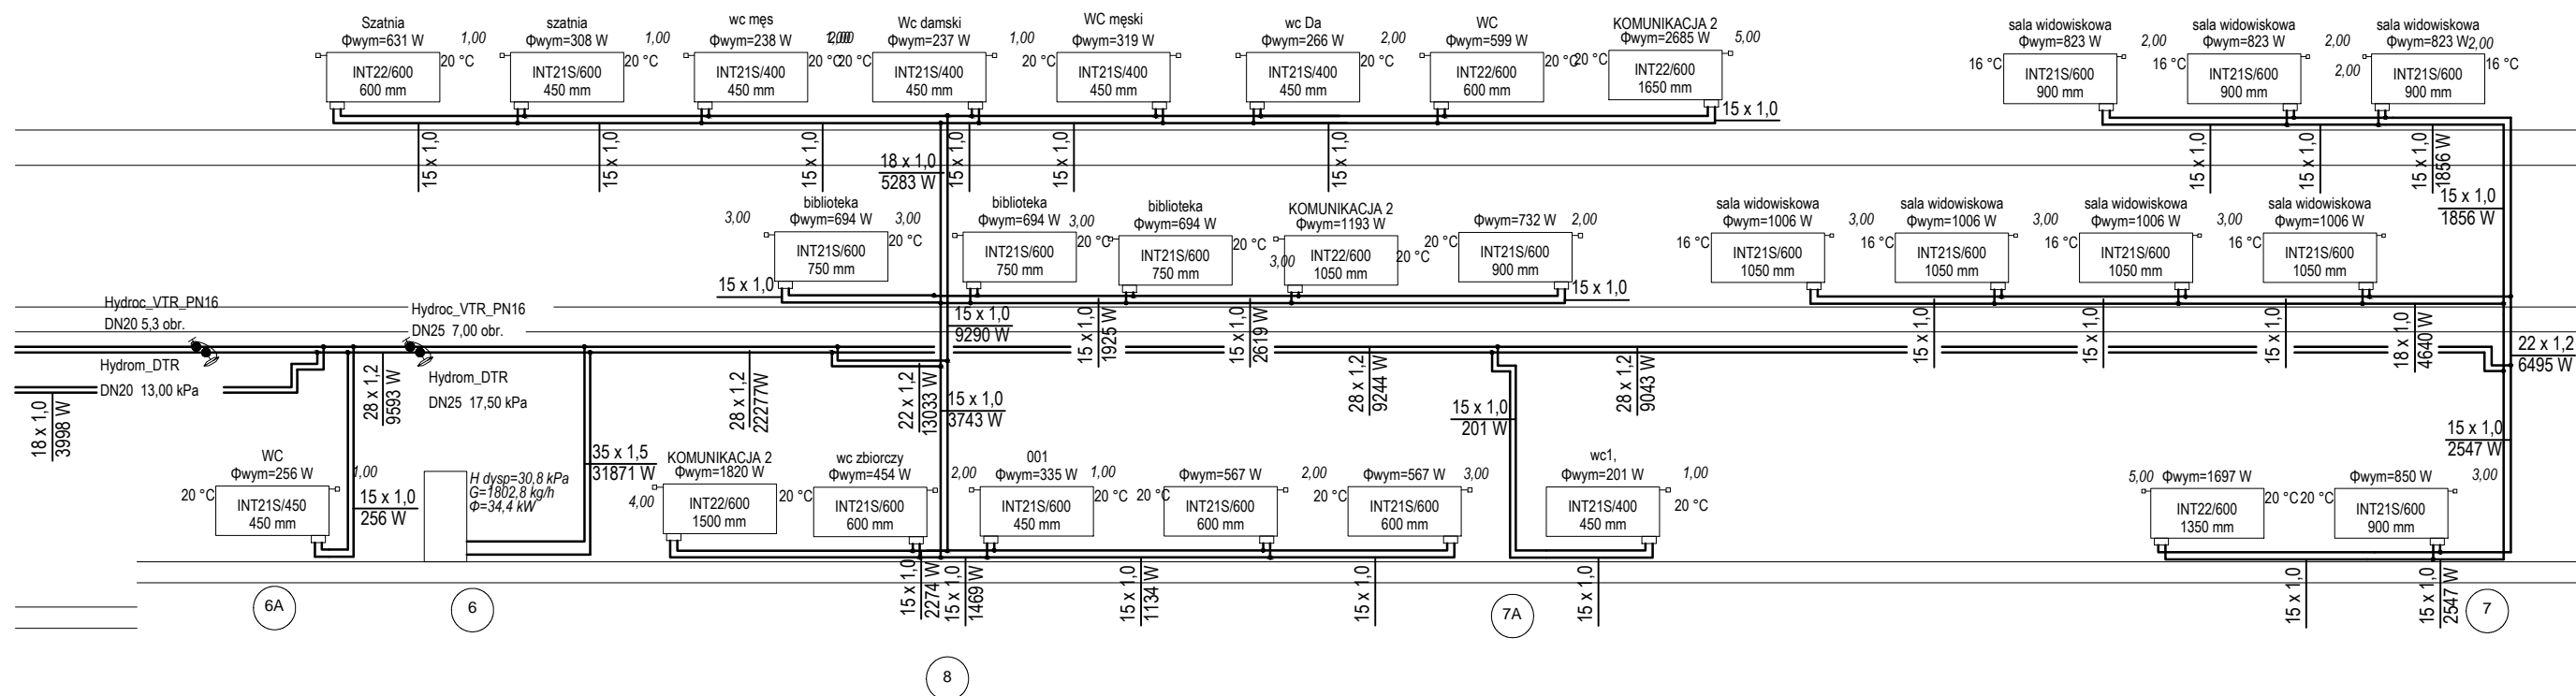 Szatnia
Φwym=631 W
1,00
INT22/600
600 mm
20 °C
szatnia
Φwym=308 W
1,00
INT21S/600
450 mm
20 °C
wc męs
Φwym=238 W
1,00
2,00
INT21S/400
450 mm
20 °C
20 °C
Wc damski
Φwym=237 W
1,00
INT21S/400
450 mm
WC męski
Φwym=319 W
20 °C
INT21S/400
450 mm
wc Da
Φwym=266 W
2,00
INT21S/400
450 mm
20 °C
WC
Φwym=599 W
INT22/600
600 mm
20 °C
20 °C
KOMUNIKACJA 2
Φwym=2685 W
5,00
INT22/600
1650 mm
15 x 1,0
sala widowiskowa
Φwym=823 W
16 °C
INT21S/600
900 mm
2,00
sala widowiskowa
Φwym=823 W
16 °C
INT21S/600
900 mm
2,00
2,00
sala widowiskowa
Φwym=823 W
2,00
INT21S/600
900 mm
16 °C
15 x 1,0
15 x 1,0
15 x 1,0
18 x 1,0
5283 W
15 x 1,0
15 x 1,0
15 x 1,0
15 x 1,0
15 x 1,0
15 x 1,0
1856 W
15 x 1,0
1856 W
3,00
biblioteka
Φwym=694 W
3,00
INT21S/600
750 mm
20 °C
biblioteka
Φwym=694 W
3,00
INT21S/600
750 mm
20 °C
biblioteka
Φwym=694 W
INT21S/600
750 mm
20 °C
3,00
KOMUNIKACJA 2
Φwym=1193 W
INT22/600
1050 mm
20 °C
20 °C
Φwym=732 W
2,00
INT21S/600
900 mm
sala widowiskowa
Φwym=1006 W
16 °C
INT21S/600
1050 mm
3,00
sala widowiskowa
Φwym=1006 W
16 °C
INT21S/600
1050 mm
3,00
sala widowiskowa
Φwym=1006 W
16 °C
INT21S/600
1050 mm
3,00
sala widowiskowa
Φwym=1006 W
16 °C
INT21S/600
1050 mm
15 x 1,0
15 x 1,0
Hydroc_VTR_PN16
DN20 5,3 obr.
Hydroc_VTR_PN16
DN25 7,00 obr.
15 x 1,0
9290 W
15 x 1,0
1925 W
15 x 1,0
2619 W
15 x 1,0
15 x 1,0
15 x 1,0
18 x 1,0
4640 W
22 x 1,2
6495 W
Hydrom_DTR
DN20 13,00 kPa
Hydrom_DTR
DN25 17,50 kPa
18 x 1,0
3998 W
28 x 1,2
9593 W
28 x 1,2
22277W
22 x 1,2
13033 W
15 x 1,0
3743 W
28 x 1,2
9244 W
15 x 1,0
201 W
28 x 1,2
9043 W
15 x 1,0
2547 W
WC
Φwym=256 W
1,00
20 °C
INT21S/450
450 mm
15 x 1,0
256 W
H dysp=30,8 kPa
G=1802,8 kg/h
Φ=34,4 kW
35 x 1,5
31871 W
KOMUNIKACJA 2
Φwym=1820 W
4,00
INT22/600
1500 mm
20 °C
wc zbiorczy
Φwym=454 W
2,00
INT21S/600
600 mm
001
Φwym=335 W
1,00
INT21S/600
450 mm
20 °C
20 °C
Φwym=567 W
2,00
INT21S/600
600 mm
20 °C
Φwym=567 W
3,00
INT21S/600
600 mm
wc1,
Φwym=201 W
1,00
INT21S/400
450 mm
20 °C
5,00
Φwym=1697 W
INT22/600
1350 mm
20 °C
20 °C
Φwym=850 W
3,00
INT21S/600
900 mm
15 x 1,0
2274 W
15 x 1,0
1469 W
15 x 1,0
1134 W
15 x 1,0
15 x 1,0
15 x 1,0
15 x 1,0
2547 W
6A
6
7A
7
8